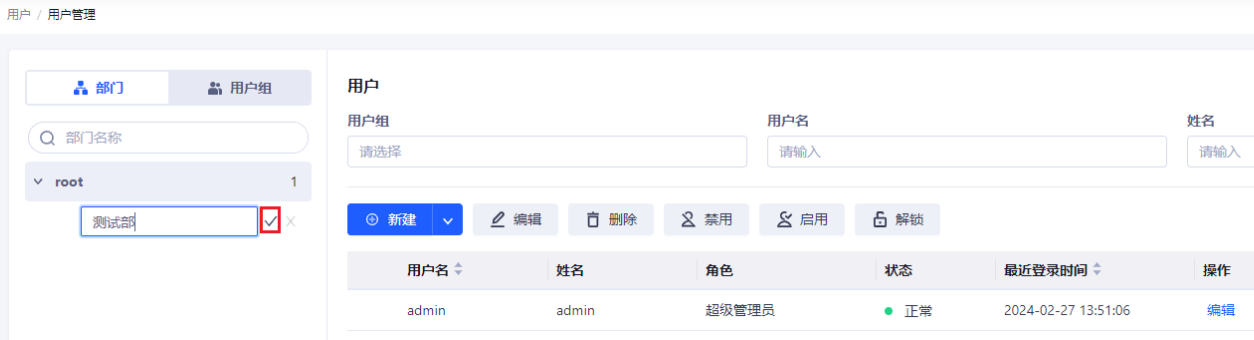 用户 / 用户管理
部门 用户组
部门名称
root 1
测试部
用户
用户组 用户名 姓名
请选择 请输入 请输入
新建 编辑 删除 禁用 启用 解锁
用户名 姓名 角色 状态 最近登录时间 操作
admin admin 超级管理员 正常 2024-02-27 13:51:06 编辑